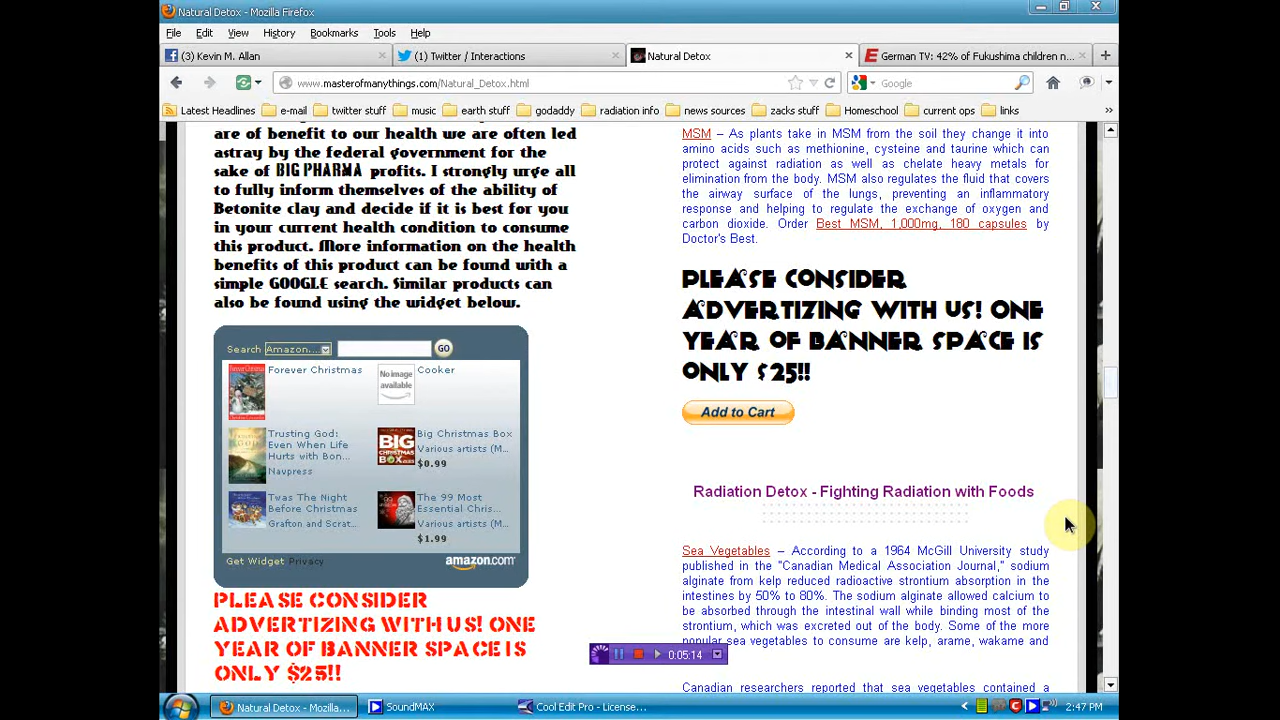 Natural Detox - Mozilla Firefox
File Edit View History Bookmarks Tools Help
(3) Kevin M. Allan
(1) Twitter / Interactions
Natural Detox
German TV: 42% of Fukushima children n...
www.masterofmanythings.com/Natural_Detox.html
Google
Latest Headlines e-mail twitter stuff music earth stuff godaddy radiation info news sources zacks stuff Homeschool current ops links
are of benefit to our health we are often led
astray by the federal government for the
sake of BIG PHARMA profits. I strongly urge all
to fully inform themselves of the ability of
Betonite clay and decide if it is best for you
in your current health condition to consume
this product. More information on the health
benefits of this product can be found with a
simple GOOGLE search. Similar products can
also be found using the widget below.
Search Amazon.... GO
Forever Christmas
No image
available
Cooker
Trusting God:
Even When Life
Hurts with Bon...
Navpress
BIG
CHRISTMAS
BOX
Big Christmas Box
Various artists (M...
$0.99
Twas The Night
Before Christmas
Grafton and Scrat...
The 99 Most
Essential Chris...
Various artists (M...
$1.99
Get Widget Privacy
amazon.com
PLEASE CONSIDER
ADVERTIZING WITH US! ONE
YEAR OF BANNER SPACE IS
ONLY $25!!
MSM – As plants take in MSM from the soil they change it into
amino acids such as methionine, cysteine and taurine which can
protect against radiation as well as chelate heavy metals for
elimination from the body. MSM also regulates the fluid that covers
the airway surface of the lungs, preventing an inflammatory
response and helping to regulate the exchange of oxygen and
carbon dioxide. Order Best MSM, 1,000mg, 180 capsules by
Doctor's Best.
PLEASE CONSIDER
ADVERTIZING WITH US! ONE
YEAR OF BANNER SPACE IS
ONLY $25!!
Add to Cart
Radiation Detox - Fighting Radiation with Foods
Sea Vegetables – According to a 1964 McGill University study
published in the "Canadian Medical Association Journal," sodium
alginate from kelp reduced radioactive strontium absorption in the
intestines by 50% to 80%. The sodium alginate allowed calcium to
be absorbed through the intestinal wall while binding most of the
strontium, which was excreted out of the body. Some of the more
popular sea vegetables to consume are kelp, arame, wakame and
Canadian researchers reported that sea vegetables contained a
0:05:14
Natural Detox - Mozilla...
SoundMAX
Cool Edit Pro - License...
2:47 PM